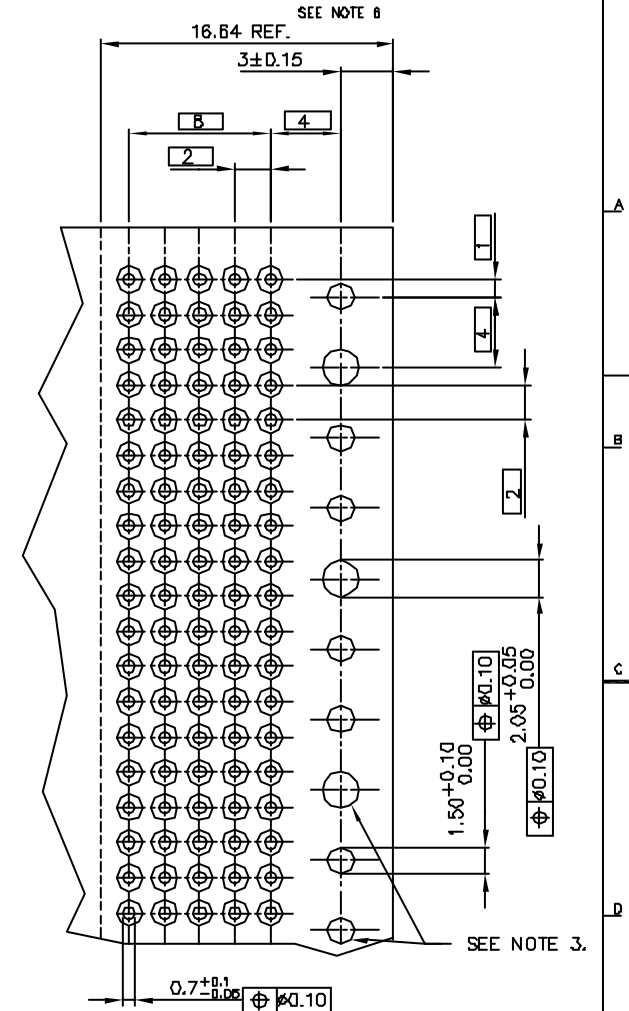 SEE NOTE 6
16.64 REF.
3±0.15
8
4
2
1
4
2
A
B
C
D
⌖ ⌀0.10
2.05 +0.05 0.00
⌖ ⌀0.10
1.50 +0.10 0.00
SEE NOTE 3.
0.7 +0.1 -0.05 ⌖ ⌀0.10